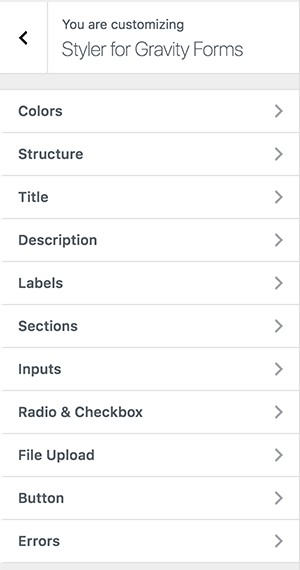 You are customizing
Styler for Gravity Forms
Colors
Structure
Title
Description
Labels
Sections
Inputs
Radio & Checkbox
File Upload
Button
Errors